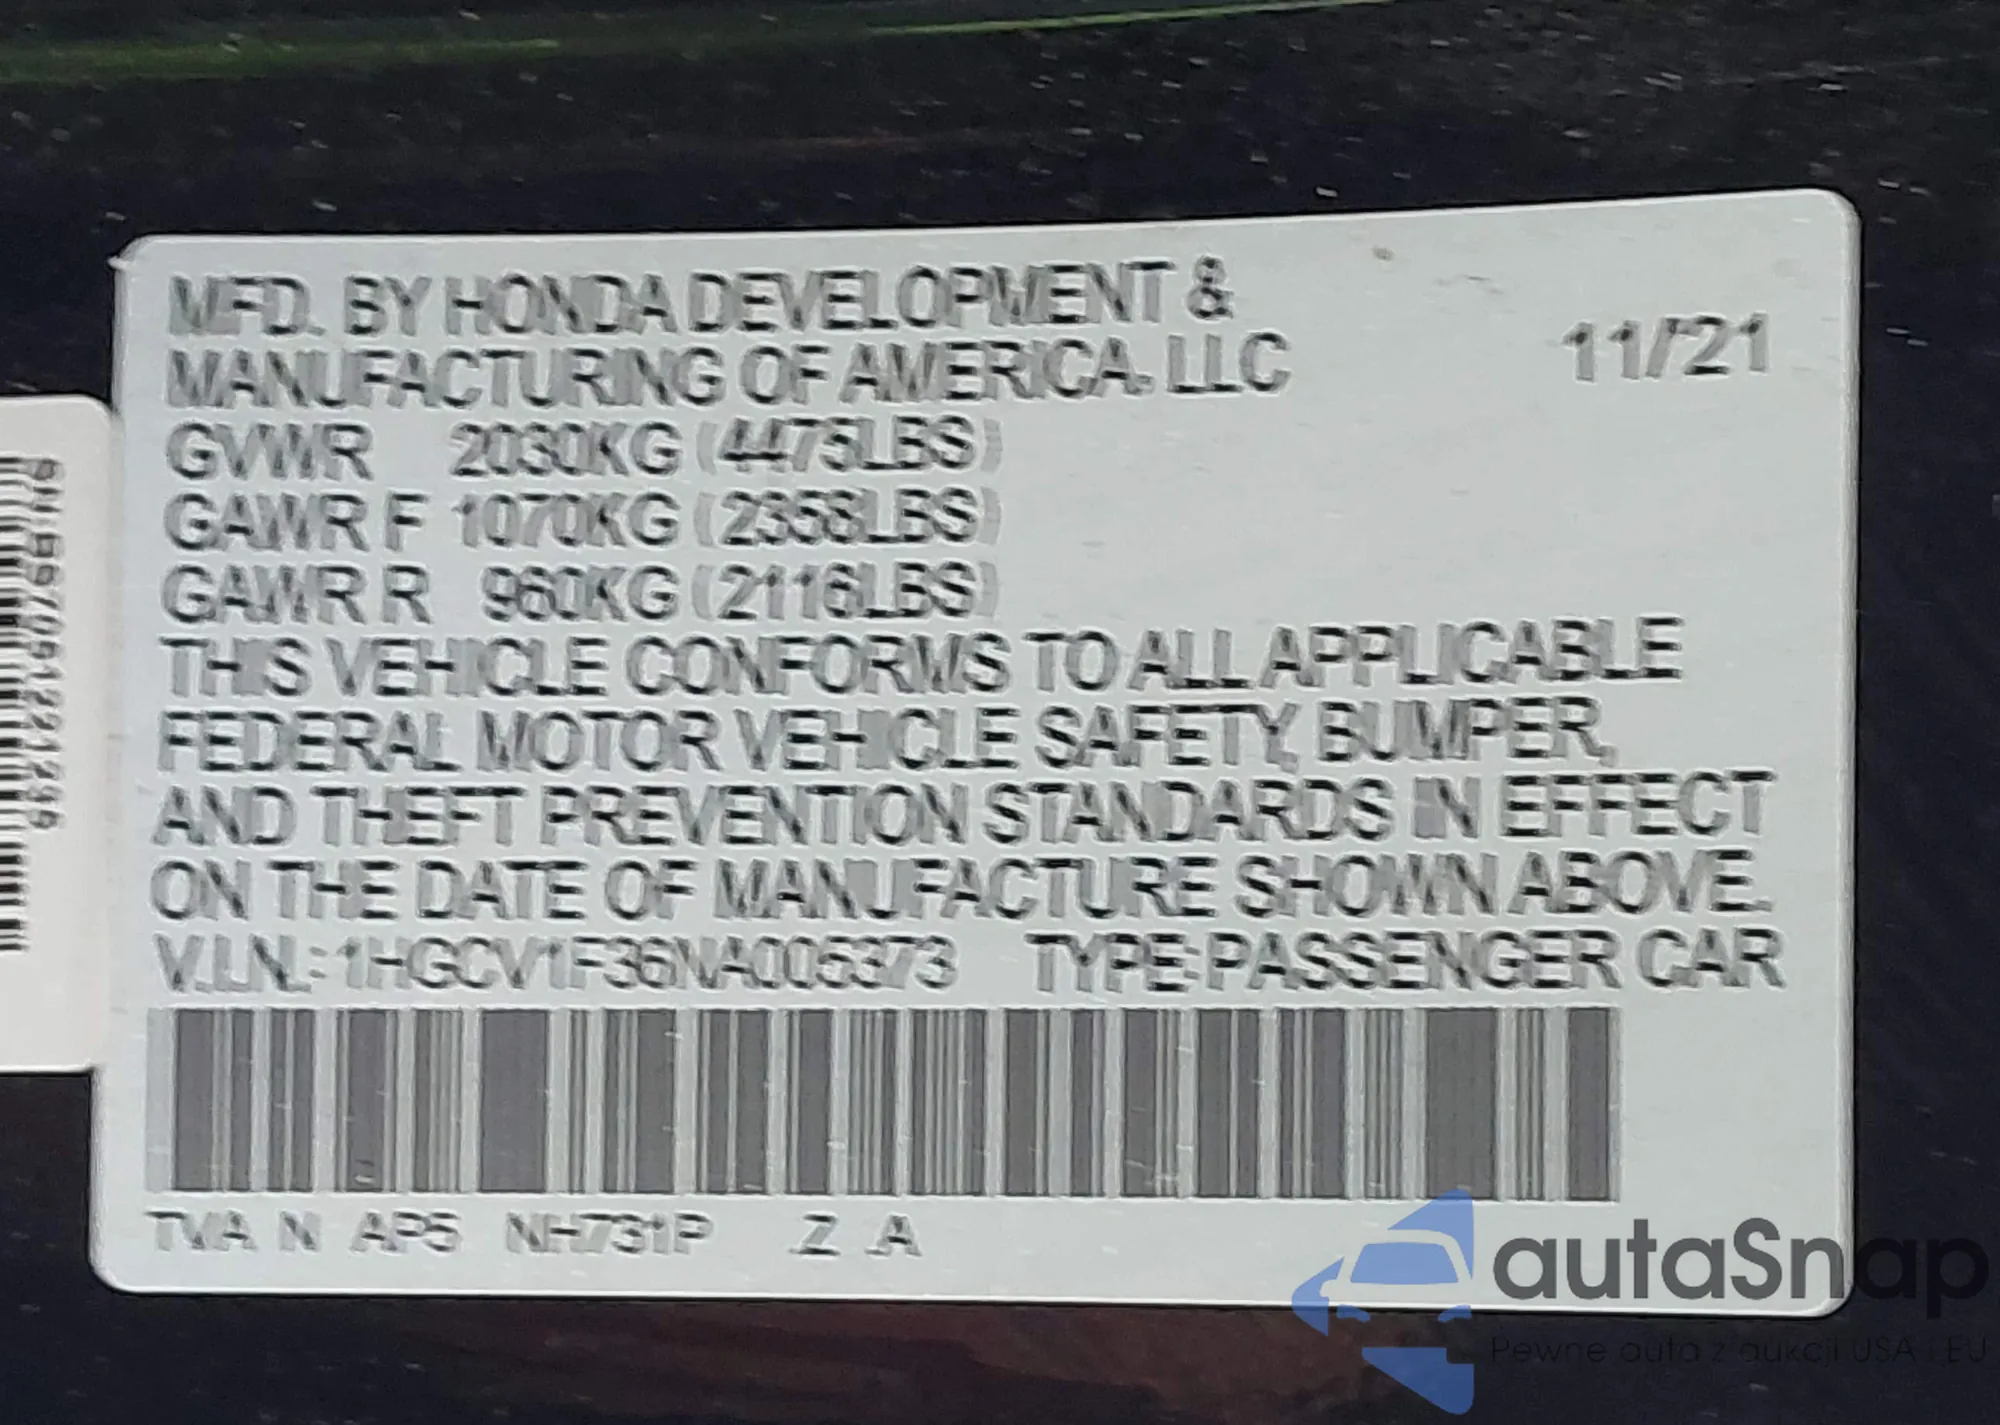 MFD. BY HONDA DEVELOPMENT &
MANUFACTURING OF AMERICA, LLC
11/21
GVWR 2030KG (4475LBS)
GAWR F 1070KG (2358LBS)
GAWR R 960KG (2116LBS)
THIS VEHICLE CONFORMS TO ALL APPLICABLE
FEDERAL MOTOR VEHICLE SAFETY, BUMPER,
AND THEFT PREVENTION STANDARDS IN EFFECT
ON THE DATE OF MANUFACTURE SHOWN ABOVE.
V.I.N.: 1HGCV1F36NA005373 TYPE:PASSENGER CAR
TVA N AP5 NH731P Z A
autaSnap
Pewne auta z aukcji USA i EU